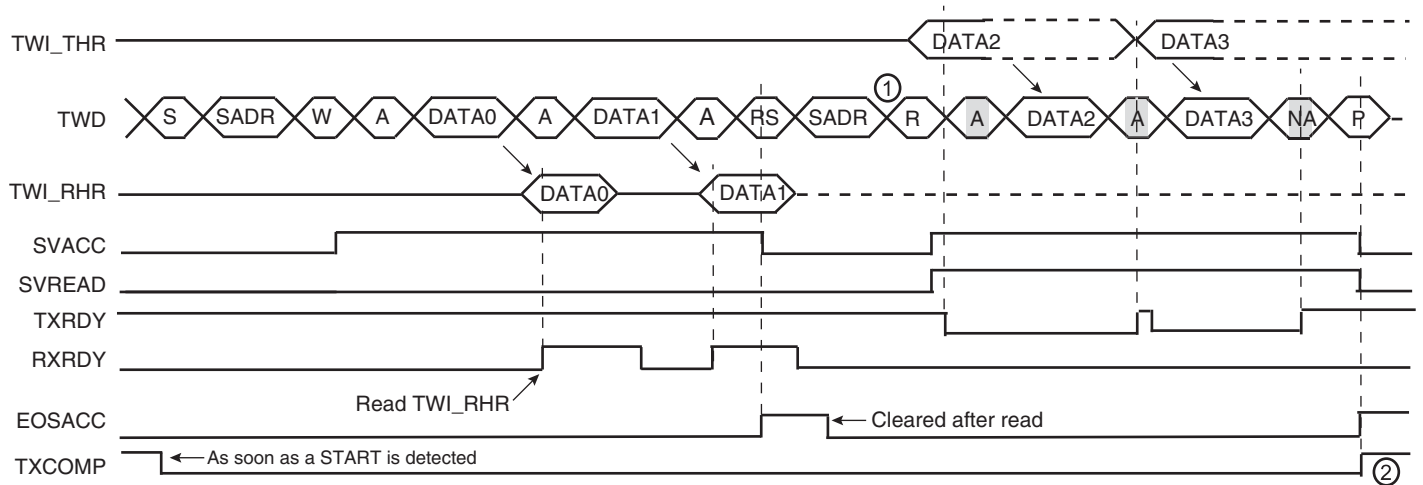 TWI_THR DATA2 DATA3
①
TWD S SADR W A DATA0 A DATA1 A RS SADR R A DATA2 A DATA3 NA P
TWI_RHR DATA0 DATA1
SVACC
SVREAD
TXRDY
RXRDY
Read TWI_RHR
EOSACC Cleared after read
TXCOMP As soon as a START is detected ②